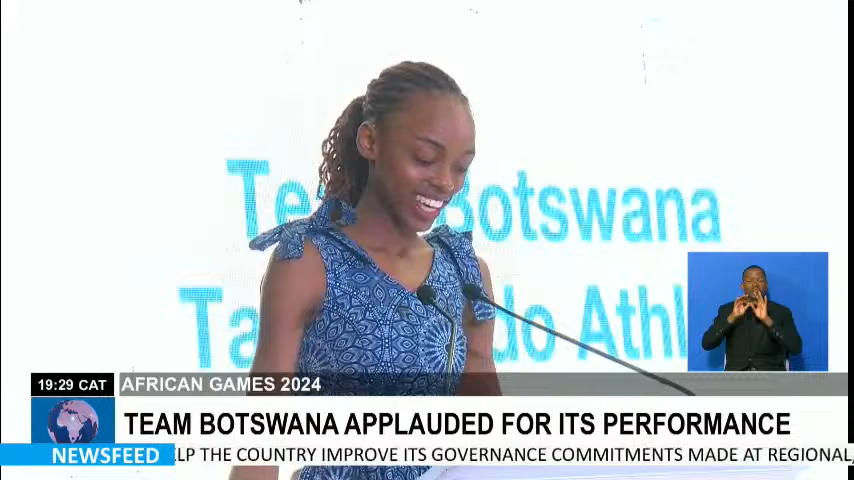 Botswana
Athl
19:29 CAT
AFRICAN GAMES 2024
TEAM BOTSWANA APPLAUDED FOR ITS PERFORMANCE
NEWSFEED
THE COUNTRY IMPROVE ITS GOVERNANCE COMMITMENTS MADE AT REGIONAL,